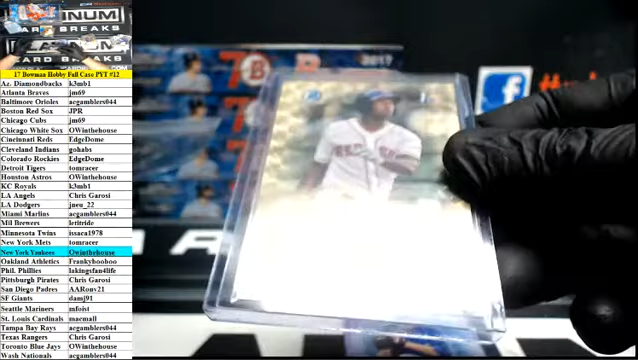 INUM
ARD BREAKS
17 Bowman Hobby Full Case PYT #12
Az. Diamondbacks k3mb1
Atlanta Braves jm69
Baltimore Orioles acgamblers044
Boston Red Sox JPR
Chicago Cubs jm69
Chicago White Sox OWinthehouse
Cincinnati Reds EdgeDome
Cleveland Indians gohabs
Colorado Rockies EdgeDome
Detroit Tigers tomracer
Houston Astros OWinthehouse
KC Royals k3mb1
LA Angels Chris Garosi
LA Dodgers jneu_22
Miami Marlins acgamblers044
Mil Brewers letitride
Minnesota Twins issaca1978
New York Mets tomracer
New York Yankees Owinthehouse
Oakland Athletics Frankybooboo
Phil. Phillies lakingsfan4life
Pittsburgh Pirates Chris Garosi
San Diego Padres AARonv21
SF Giants damsj91
Seattle Mariners mfoist
St. Louis Cardinals macmail
Tampa Bay Rays acgamblers044
Texas Rangers Chris Garosi
Toronto Blue Jays OWinthehouse
Wash Nationals acgamblers044
7 B
2017
f